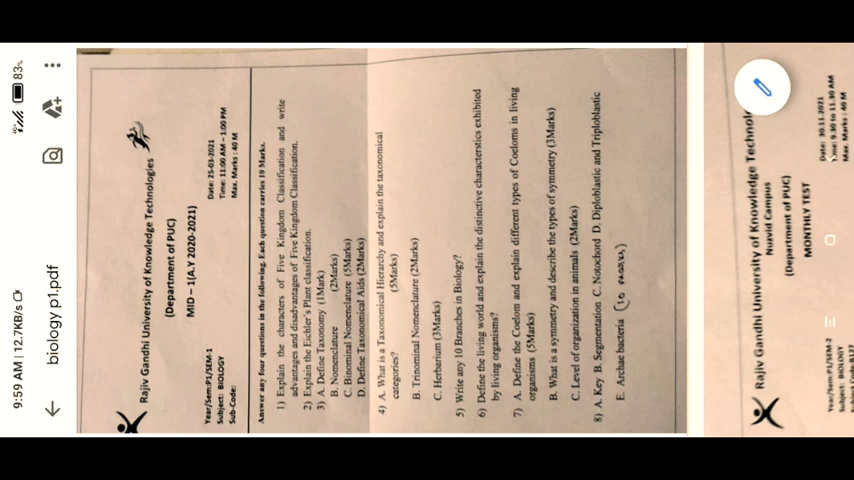 9:59 AM | 12.7KB/s
83%
biology p1.pdf
Rajiv Gandhi University of Knowledge Technologies
(Department of PUC)
MID – 1(A.Y 2020-2021)
Year/Sem:P1/SEM-1
Subject: BIOLOGY
Sub-Code:
Date: 25-03-2021
Time: 11:00 AM – 1:00 PM
Max. Marks: 40 M
Answer any four questions in the following. Each question carries 10 Marks.
1) Explain the characters of Five Kingdom Classification and write
advantages and disadvantages of Five Kingdom Classification.
2) Explain the Eichler's Plant classification.
3) A. Define Taxonomy (1Mark)
B. Nomenclature (2Marks)
C. Binominal Nomenclature (5Marks)
D. Define Taxonomical Aids (2Marks)
4) A. What is a Taxonomical Hierarchy and explain the taxonomical
categories? (5Marks)
B. Trinominal Nomenclature (2Marks)
C. Herbarium (3Marks)
5) Write any 10 Branches in Biology?
6) Define the living world and explain the distinctive characterstics exhibited
by living organisms?
7) A. Define the Coelom and explain different types of Coeloms in living
organisms (5Marks)
B. What is a symmetry and describe the types of symmetry (3Marks)
C. Level of organization in animals (2Marks)
8) A. Key B. Segmentation C. Notochord D. Diploblastic and Triploblastic
E. Archae bacteria (10 marks)
Rajiv Gandhi University of Knowledge Technolo
Nuzvid Campus
(Department of PUC)
MONTHLY TEST
Year/Sem:P1/SEM-2
Subject: BIOLOGY
Date: 30.11.2021
Time: 9.30 to 11.30 AM
Max. Marks: 40 M